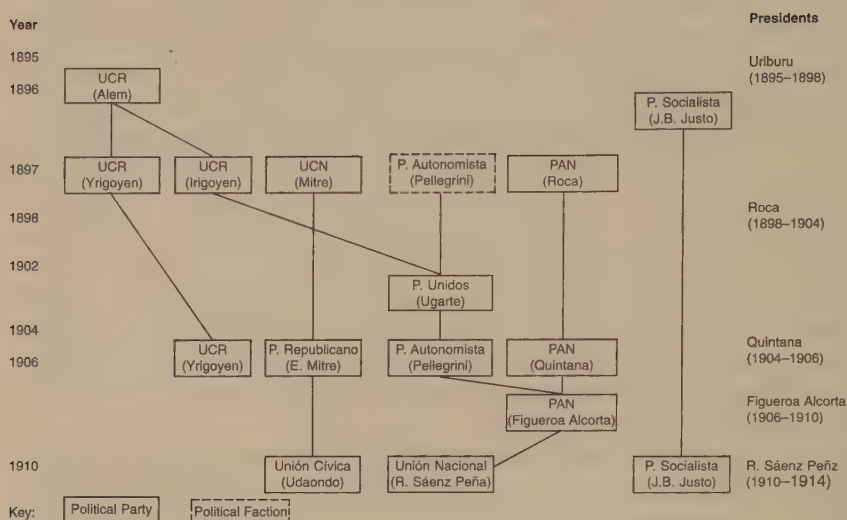 Year
Presidents
1895
Uriburu
(1895–1898)
UCR
(Alem)
1896
P. Socialista
(J.B. Justo)
1897
UCR
(Yrigoyen)
UCR
(Irigoyen)
UCN
(Mitre)
P. Autonomista
(Pellegrini)
PAN
(Roca)
1898
Roca
(1898–1904)
1902
P. Unidos
(Ugarte)
1904
1906
UCR
(Yrigoyen)
P. Republicano
(E. Mitre)
P. Autonomista
(Pellegrini)
PAN
(Quintana)
Quintana
(1904–1906)
PAN
(Figueroa Alcorta)
Figueroa Alcorta
(1906–1910)
1910
Unión Cívica
(Udaondo)
Unión Nacional
(R. Sáenz Peña)
P. Socialista
(J.B. Justo)
R. Sáenz Peñz
(1910–1914)
Key:
Political Party
Political Faction